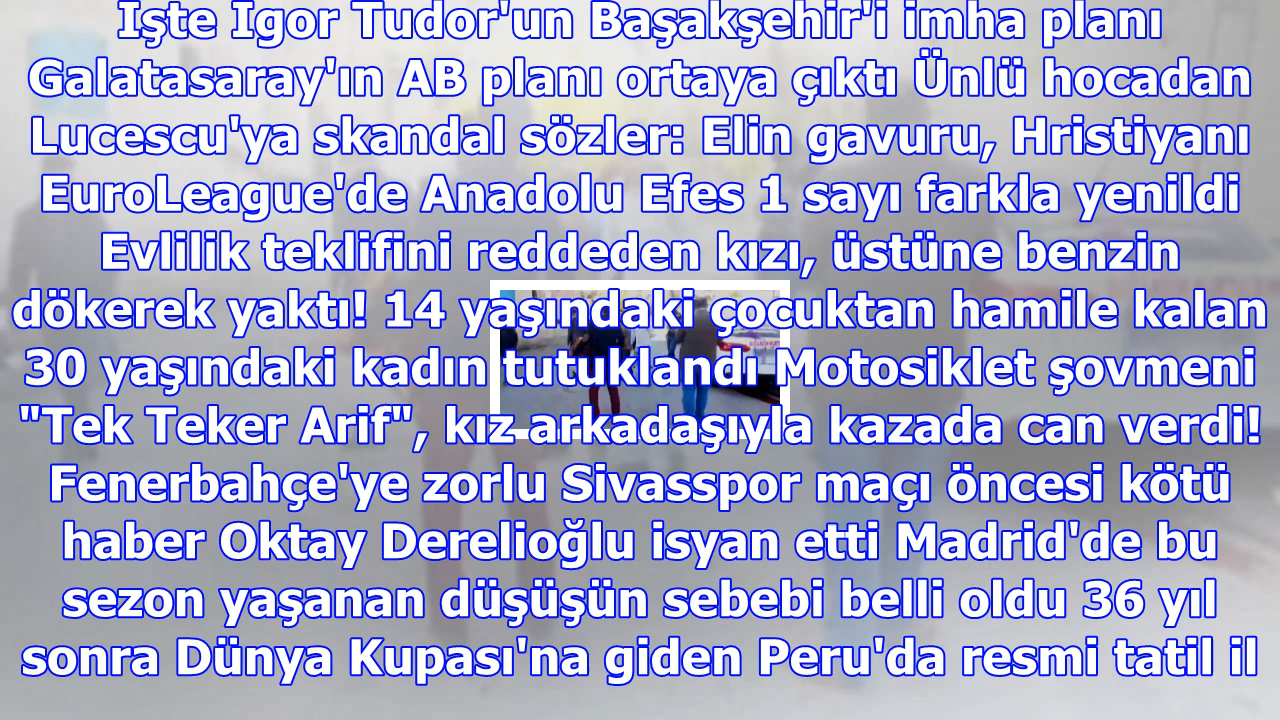 İşte Igor Tudor'un Başakşehir'i imha planı
Galatasaray'ın AB planı ortaya çıktı Ünlü hocadan
Lucescu'ya skandal sözler: Elin gavuru, Hristiyanı
EuroLeague'de Anadolu Efes 1 sayı farkla yenildi
Evlilik teklifini reddeden kızı, üstüne benzin
dökerek yaktı! 14 yaşındaki çocuktan hamile kalan
30 yaşındaki kadın tutuklandı Motosiklet şovmeni
"Tek Teker Arif", kız arkadaşıyla kazada can verdi!
Fenerbahçe'ye zorlu Sivasspor maçı öncesi kötü
haber Oktay Derelioğlu isyan etti Madrid'de bu
sezon yaşanan düşüşün sebebi belli oldu 36 yıl
sonra Dünya Kupası'na giden Peru'da resmi tatil il